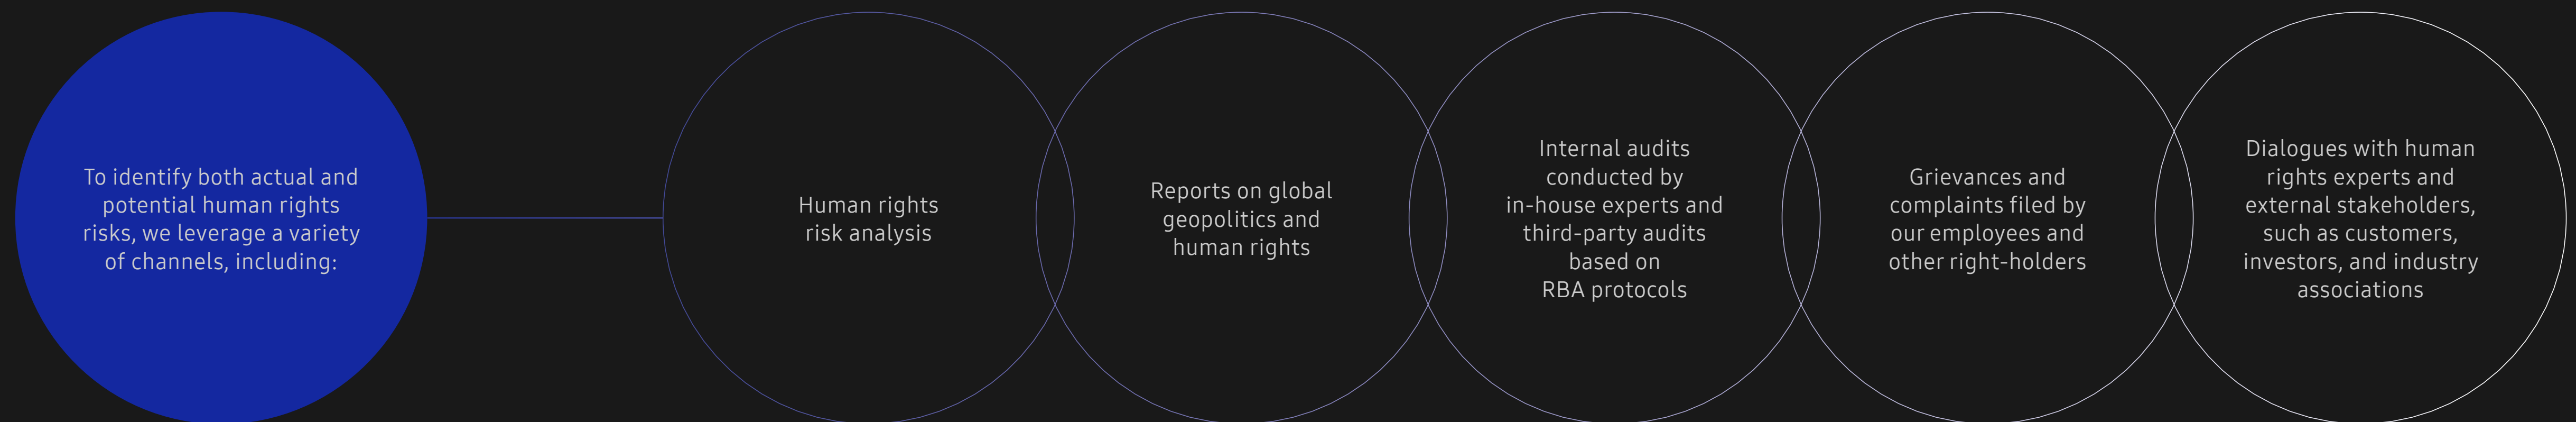 To identify both actual and
potential human rights
risks, we leverage a variety
of channels, including:
Human rights
risk analysis
Reports on global
geopolitics and
human rights
Internal audits
conducted by
in-house experts and
third-party audits
based on
RBA protocols
Grievances and
complaints filed by
our employees and
other right-holders
Dialogues with human
rights experts and
external stakeholders,
such as customers,
investors, and industry
associations